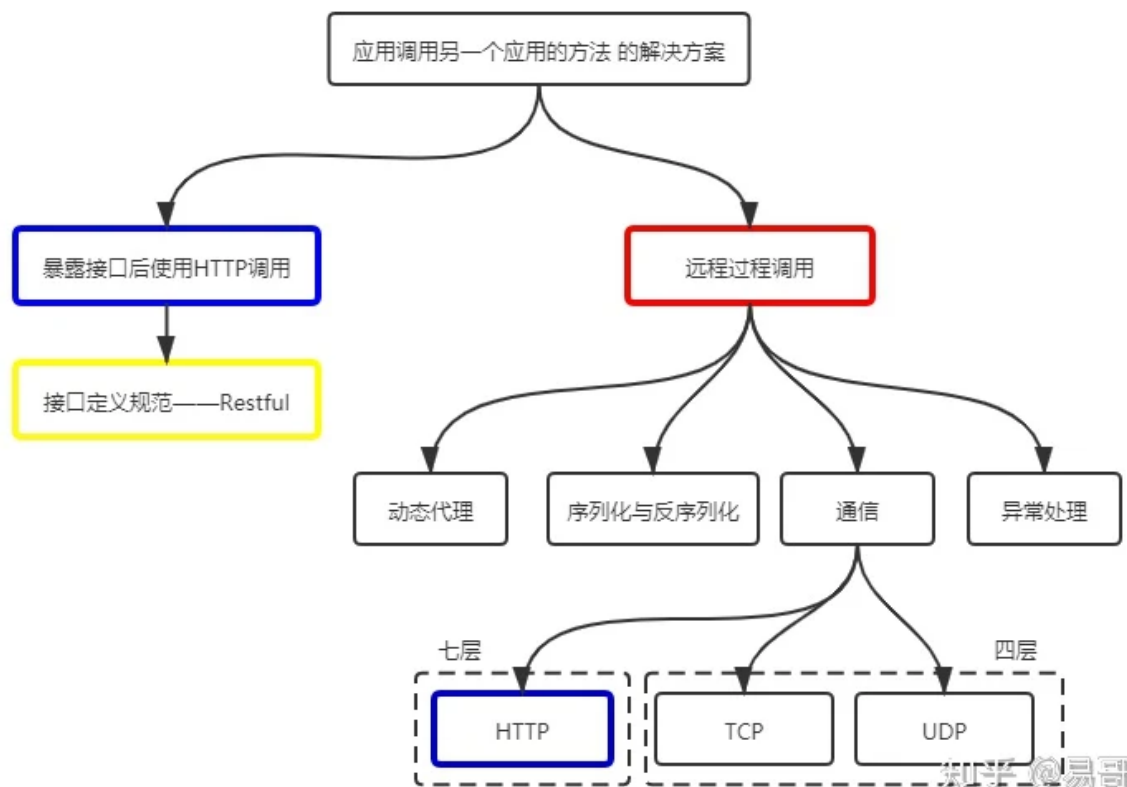 应用调用另一个应用的方法 的解决方案
暴露接口后使用HTTP调用
远程过程调用
接口定义规范——Restful
动态代理
序列化与反序列化
通信
异常处理
七层
四层
HTTP
TCP
UDP
知乎 @易哥